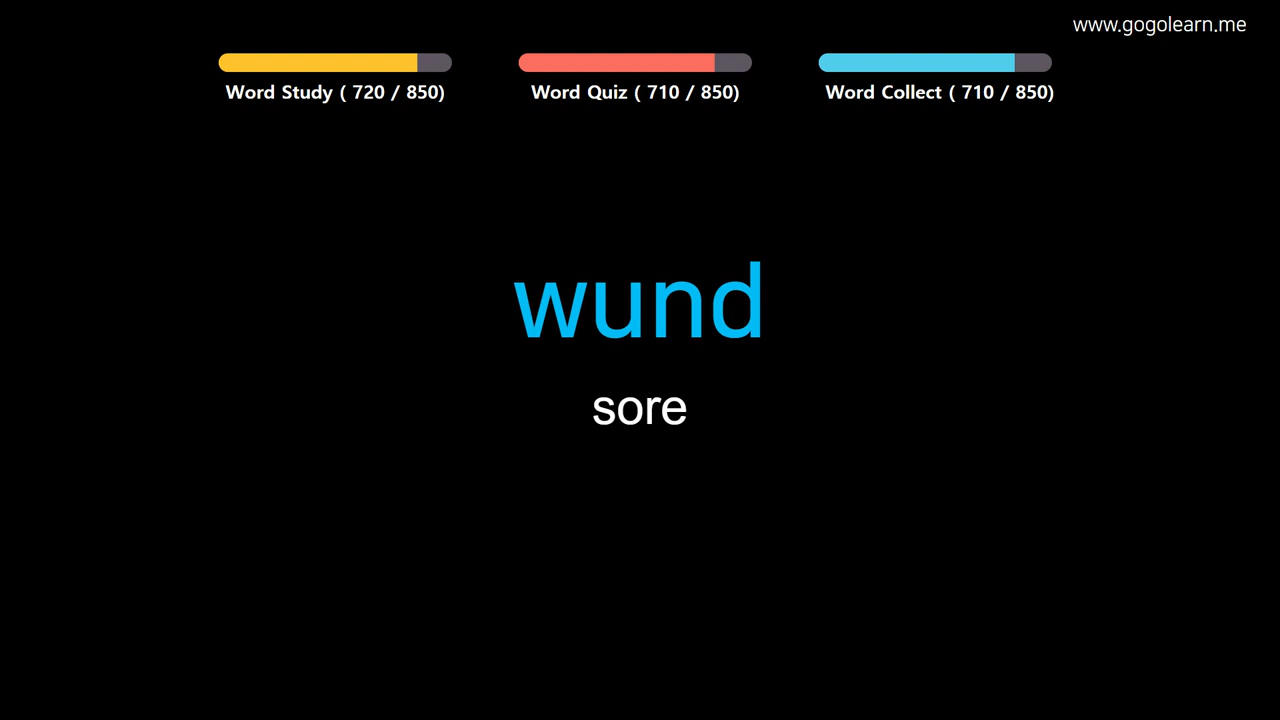 www.gogolearn.me
Word Study ( 720 / 850)
Word Quiz ( 710 / 850)
Word Collect ( 710 / 850)
wund
sore